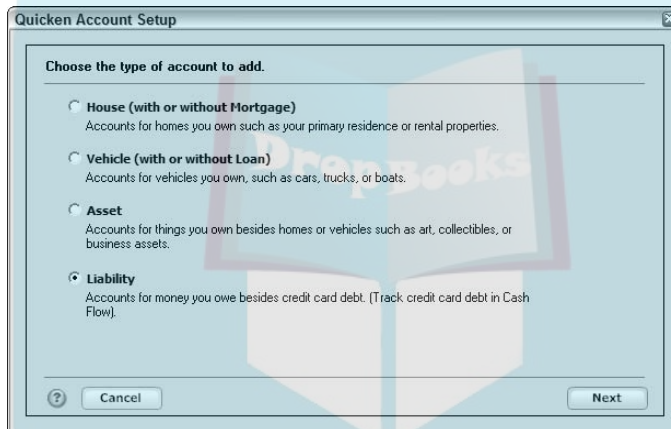 Quicken Account Setup
Choose the type of account to add.
House (with or without Mortgage)
Accounts for homes you own such as your primary residence or rental properties.
Vehicle (with or without Loan)
Accounts for vehicles you own, such as cars, trucks, or boats.
Asset
Accounts for things you own besides homes or vehicles such as art, collectibles, or
business assets.
Liability
Accounts for money you owe besides credit card debt. (Track credit card debt in Cash
Flow).
DropBooks
?
Cancel
Next